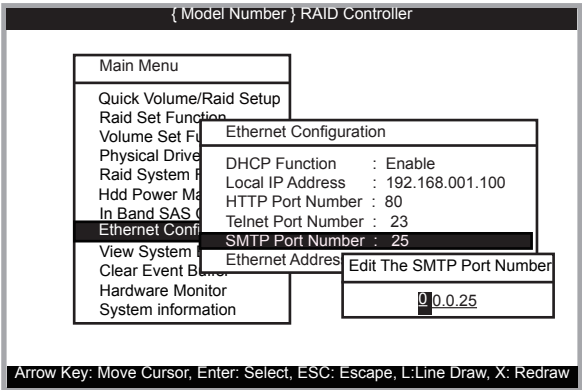 { Model Number } RAID Controller
Main Menu
Quick Volume/Raid Setup
Raid Set Function
Volume Set Fu
Physical Drive
Raid System F
Hdd Power Ma
In Band SAS
Ethernet Confi
View System
Clear Event Buffer
Hardware Monitor
System information
Ethernet Configuration
DHCP Function : Enable
Local IP Address : 192.168.001.100
HTTP Port Number : 80
Telnet Port Number : 23
SMTP Port Number : 25
Ethernet Addres
Edit The SMTP Port Number
0 0.0.25
Arrow Key: Move Cursor, Enter: Select, ESC: Escape, L:Line Draw, X: Redraw